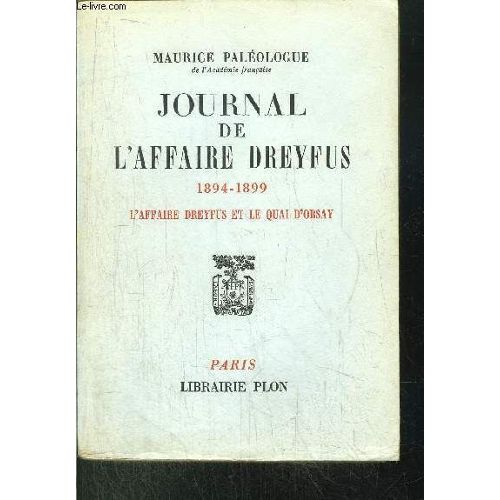 Le-livre.com
MAURICE PALÉOLOGUE
de l'Académie française
JOURNAL
DE
L'AFFAIRE DREYFUS
1894-1899
L'AFFAIRE DREYFUS ET LE QUAI D'ORSAY
PARIS
LIBRAIRIE PLON